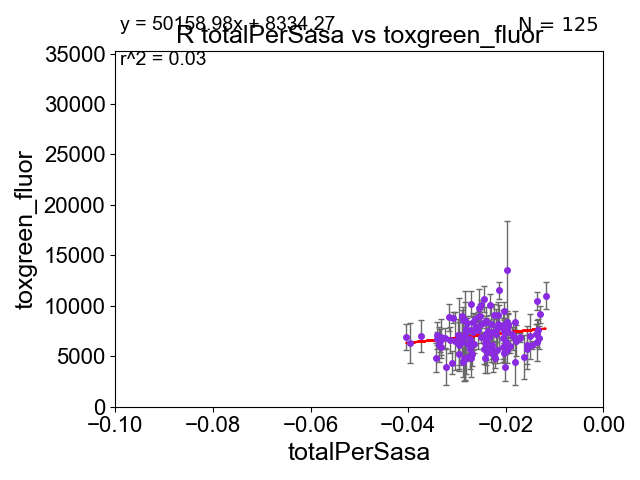 y = 50158.98x + 8334.27
N = 125
R totalPerSasa vs toxgreen_fluor
r^2 = 0.03
35000
30000
25000
20000
15000
10000
5000
0
toxgreen_fluor
−0.10 −0.08 −0.06 −0.04 −0.02 0.00
totalPerSasa